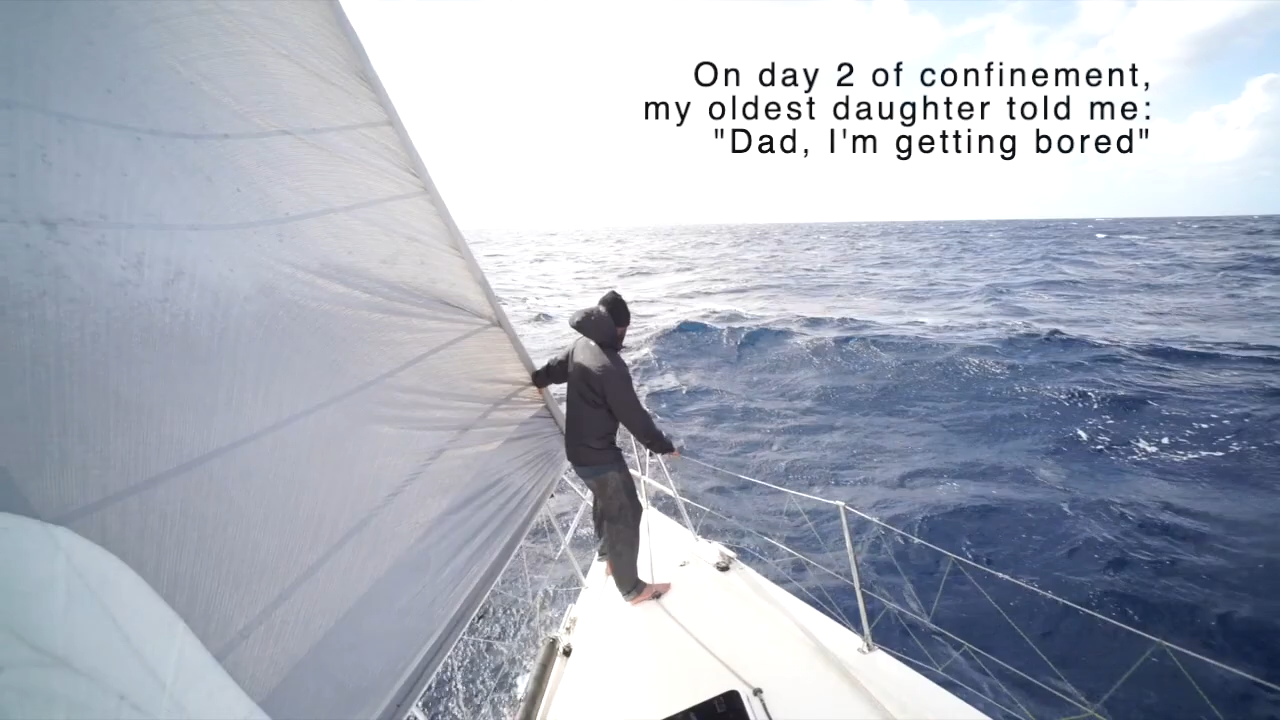 On day 2 of confinement,
my oldest daughter told me:
"Dad, I'm getting bored"